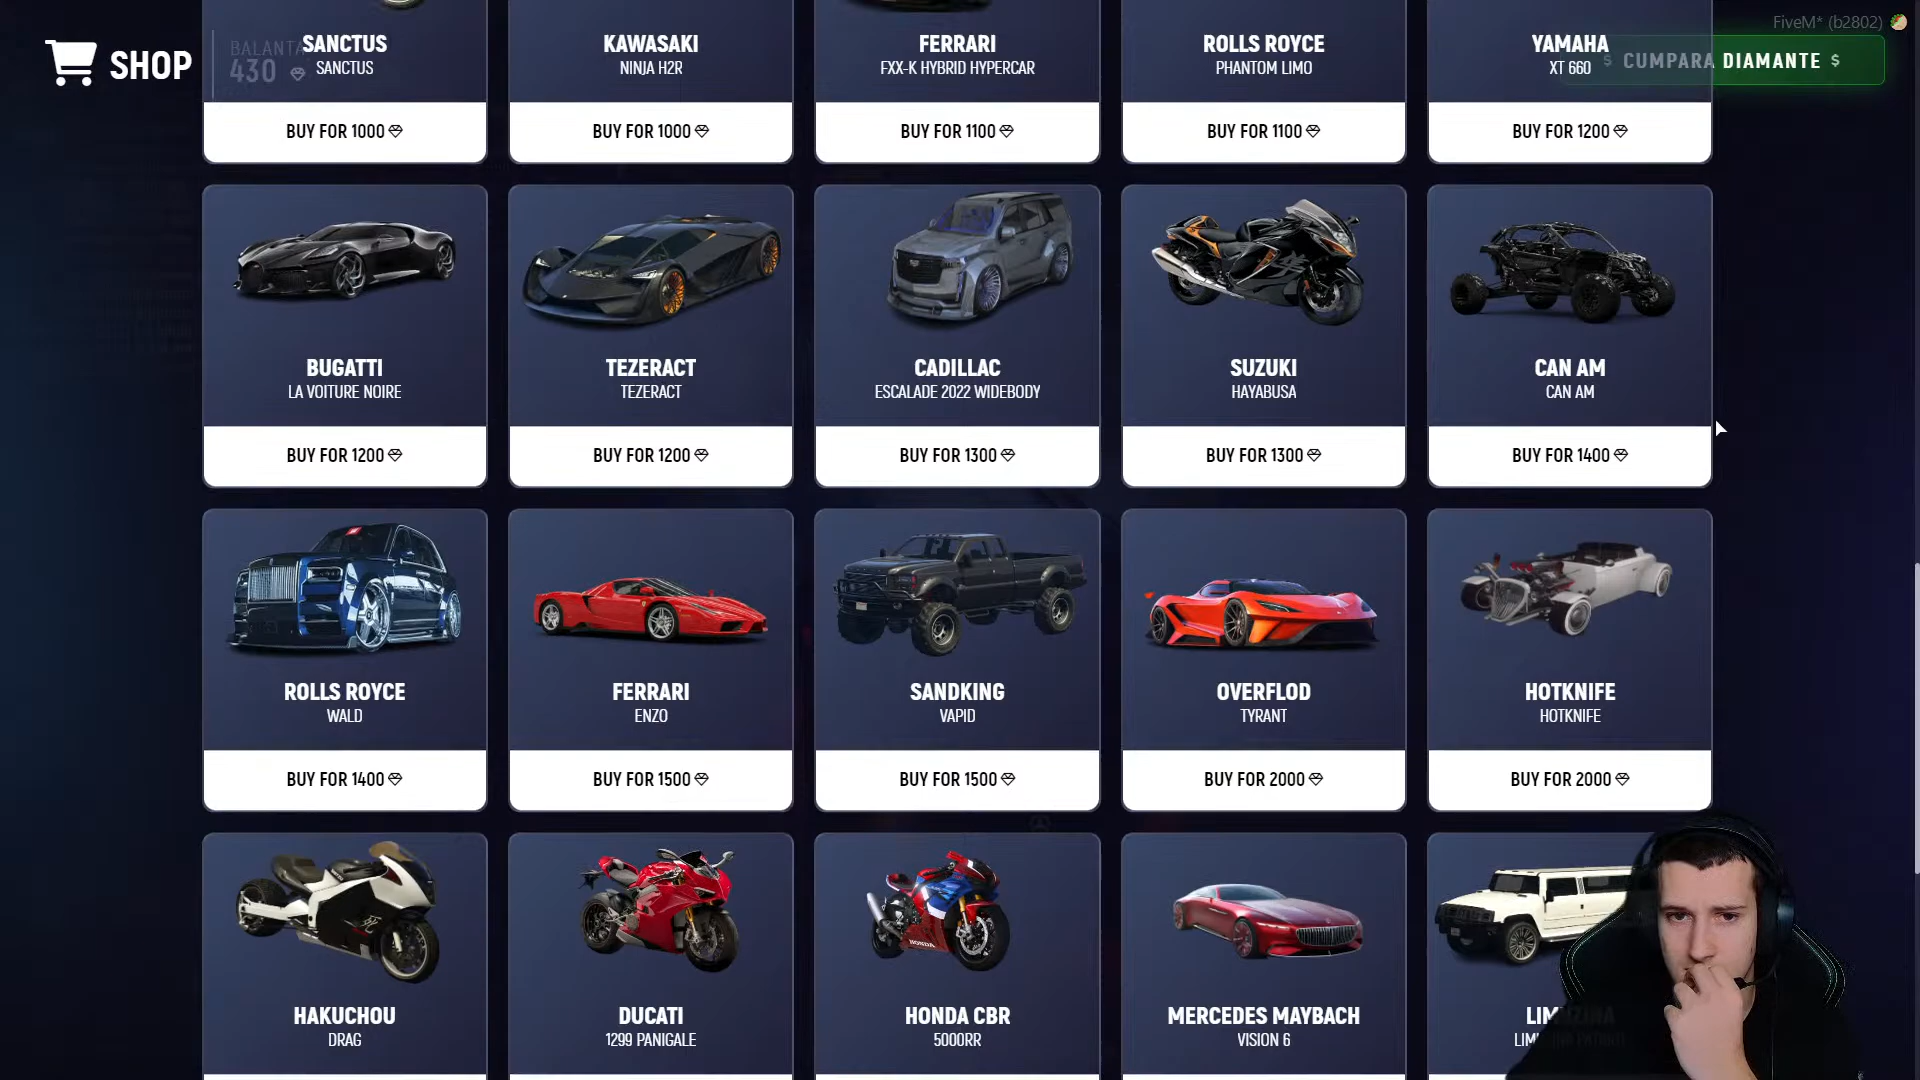 FiveM* (b2802)
SHOP
BALANTA
430
CUMPARA DIAMANTE
SANCTUS
SANCTUS
BUY FOR 1000
KAWASAKI
NINJA H2R
BUY FOR 1000
FERRARI
FXX-K HYBRID HYPERCAR
BUY FOR 1100
ROLLS ROYCE
PHANTOM LIMO
BUY FOR 1100
YAMAHA
XT 660
BUY FOR 1200
BUGATTI
LA VOITURE NOIRE
BUY FOR 1200
TEZERACT
TEZERACT
BUY FOR 1200
CADILLAC
ESCALADE 2022 WIDEBODY
BUY FOR 1300
SUZUKI
HAYABUSA
BUY FOR 1300
CAN AM
CAN AM
BUY FOR 1400
ROLLS ROYCE
WALD
BUY FOR 1400
FERRARI
ENZO
BUY FOR 1500
SANDKING
VAPID
BUY FOR 1500
OVERFLOD
TYRANT
BUY FOR 2000
HOTKNIFE
HOTKNIFE
BUY FOR 2000
HAKUCHOU
DRAG
DUCATI
1299 PANIGALE
HONDA CBR
5000RR
MERCEDES MAYBACH
VISION 6